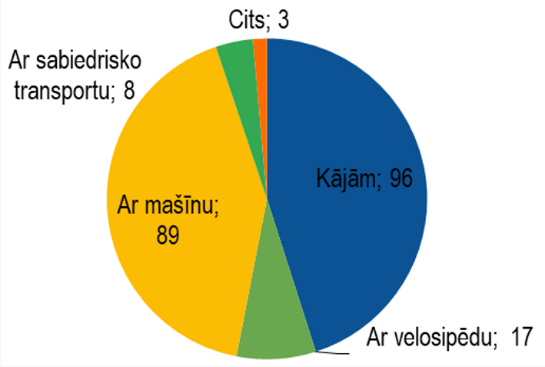 Cits; 3
Ar sabiedrisko
transportu; 8
Kājām; 96
Ar mašīnu;
89
Ar velosipēdu; 17